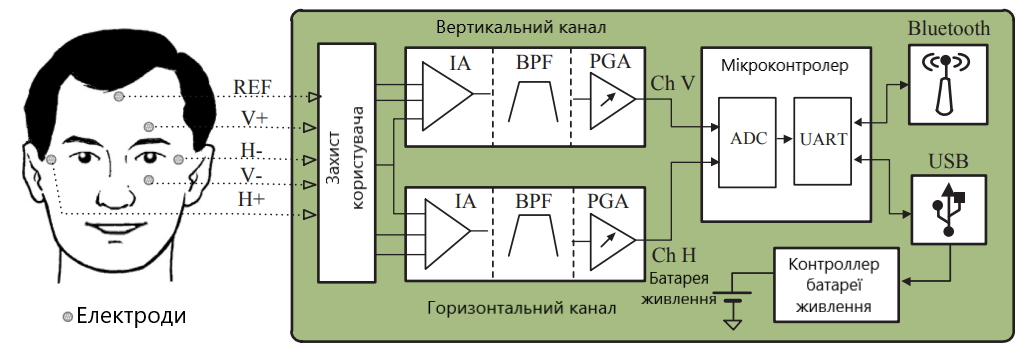 REF
V+
H-
V-
H+
Електроди
Захист
користувача
Вертикальний канал
IA
BPF
PGA
Ch V
IA
BPF
PGA
Ch H
Горизонтальний канал
Мікроконтролер
ADC
UART
Bluetooth
USB
Батарея
живлення
Контроллер
батареї
живлення